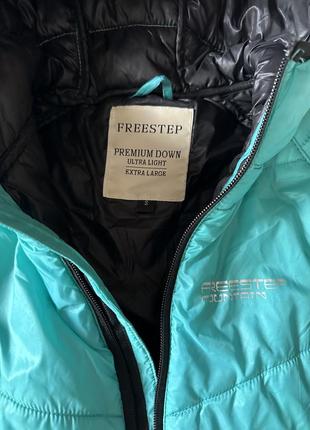 FREESTEP
PREMIUM DOWN
ULTRA LIGHT
EXTRA LARGE
FREESTEP
MOUNTAIN